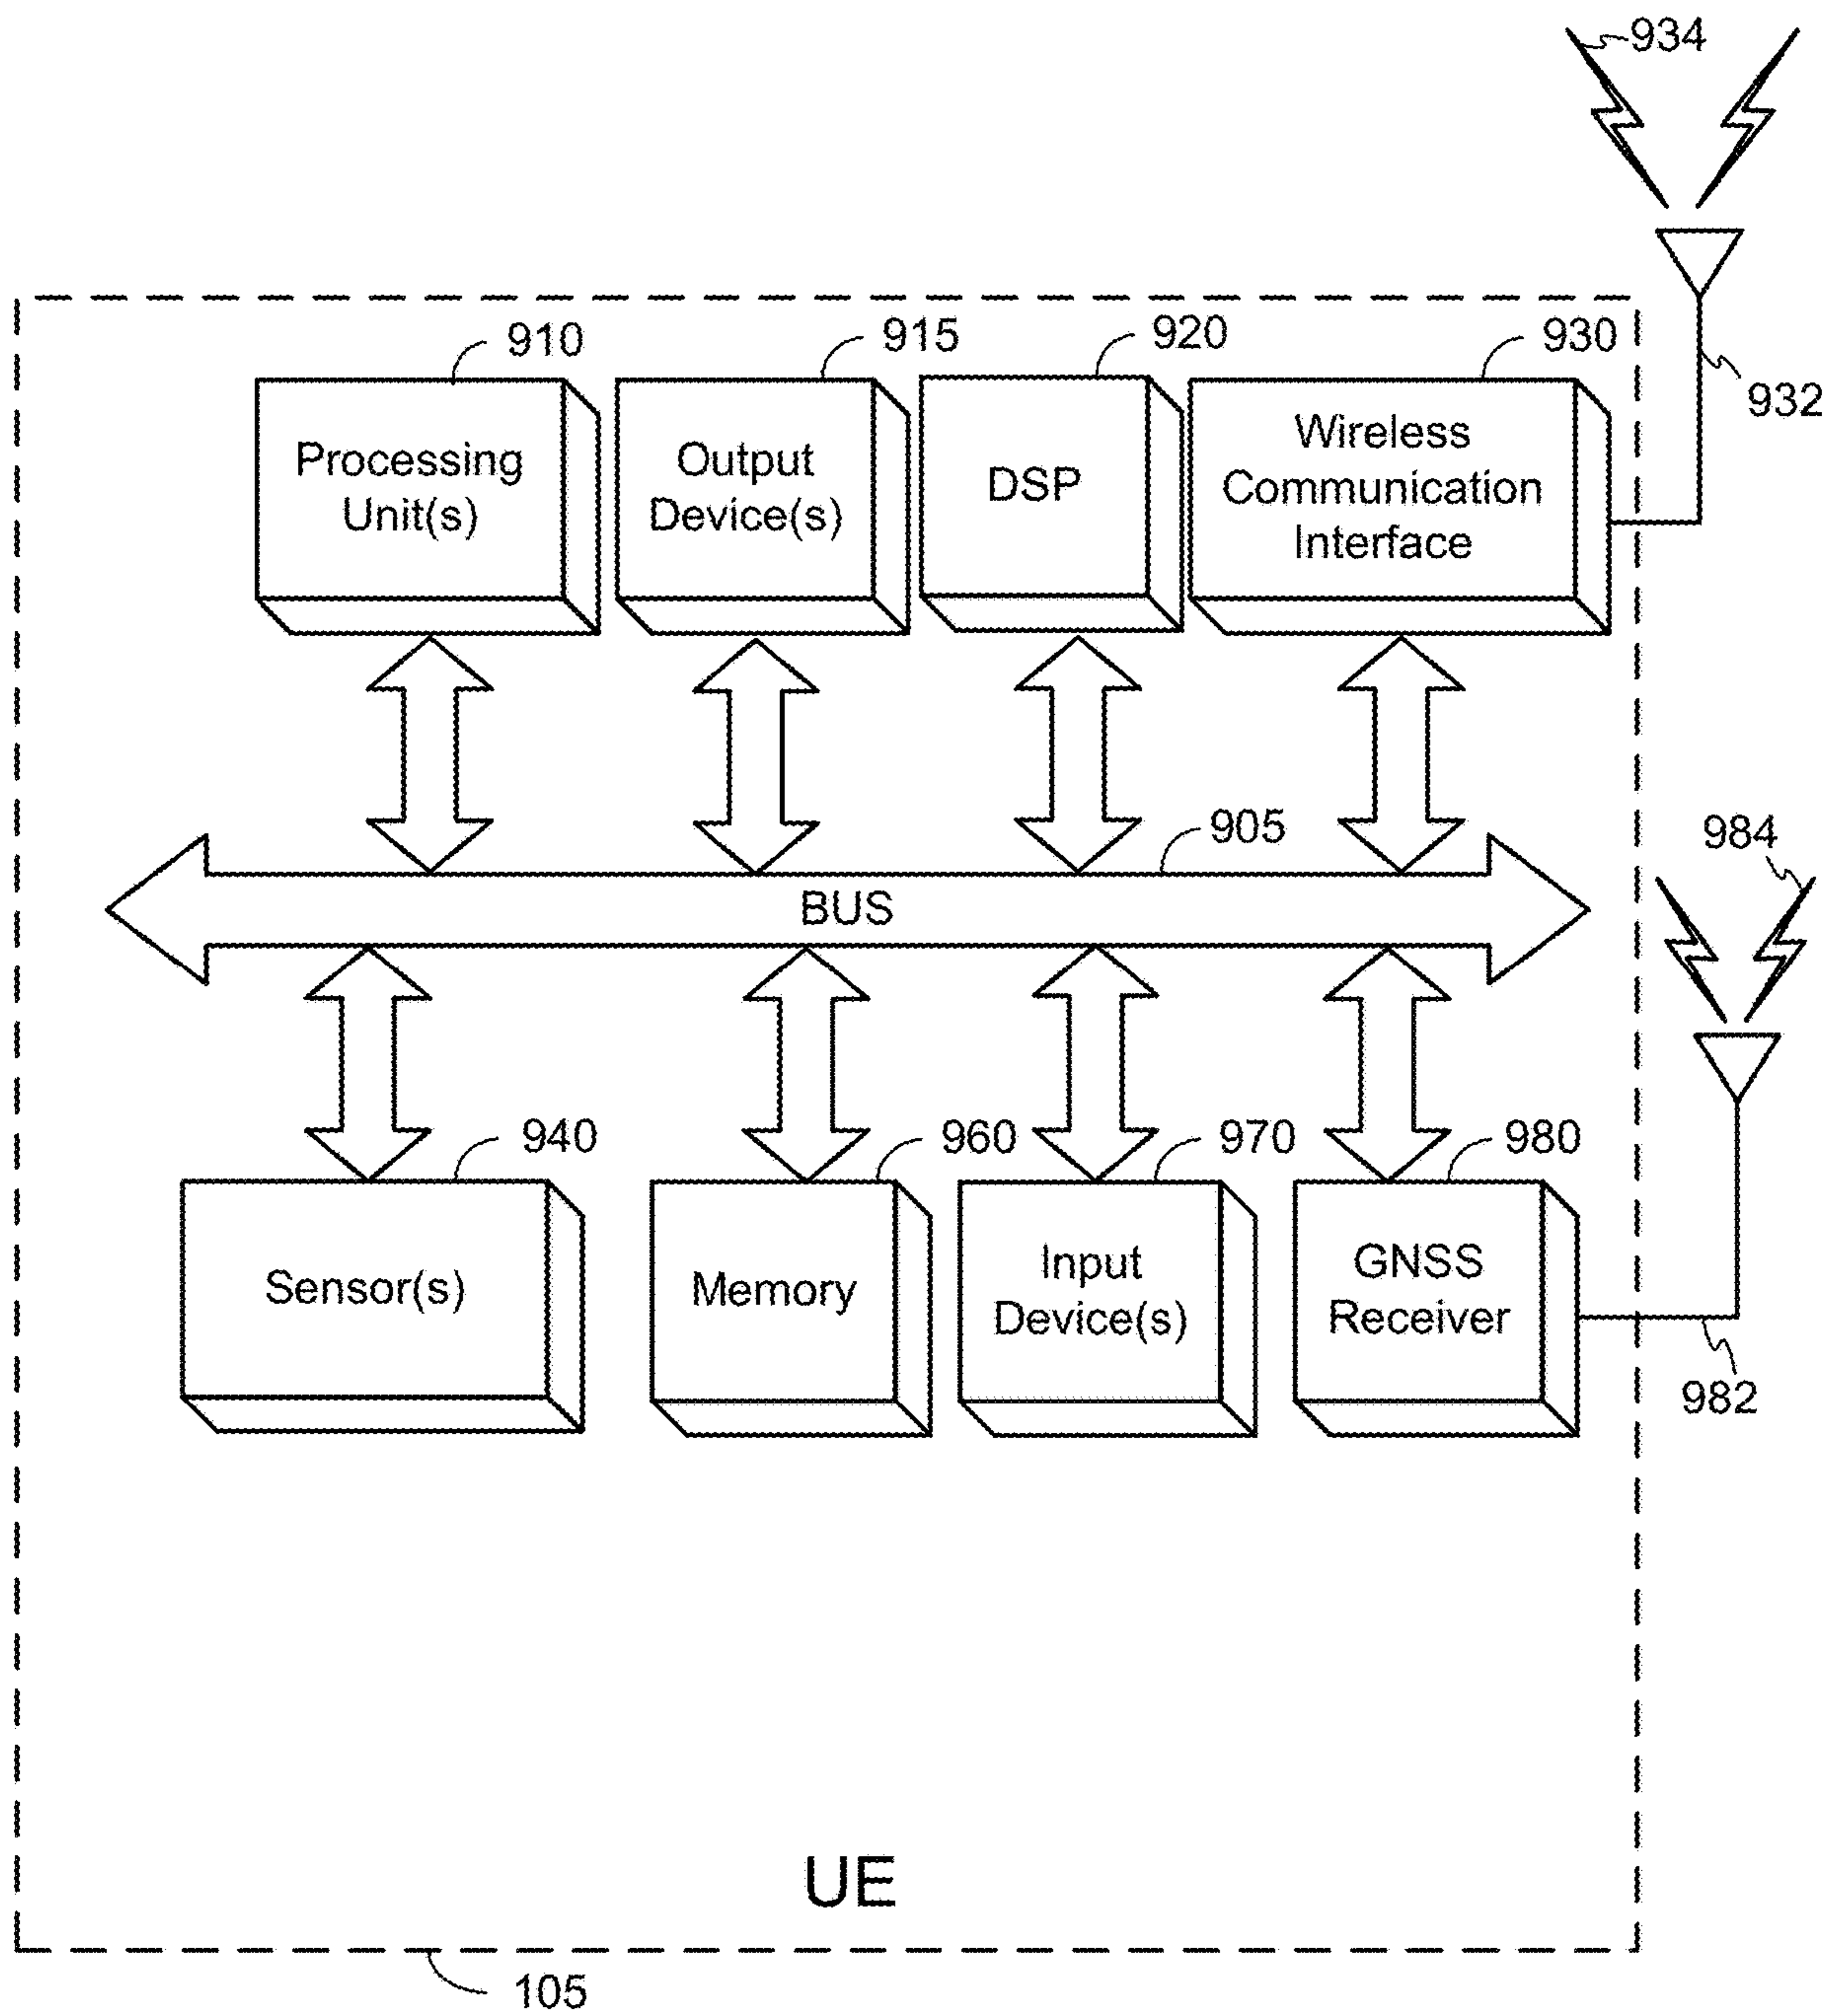 934
910
915
920
930
932
Processing
Unit(s)
Output
Device(s)
DSP
Wireless
Communication
Interface
905
984
BUS
940
960
970
980
Sensor(s)
Memory
Input
Device(s)
GNSS
Receiver
982
UE
105